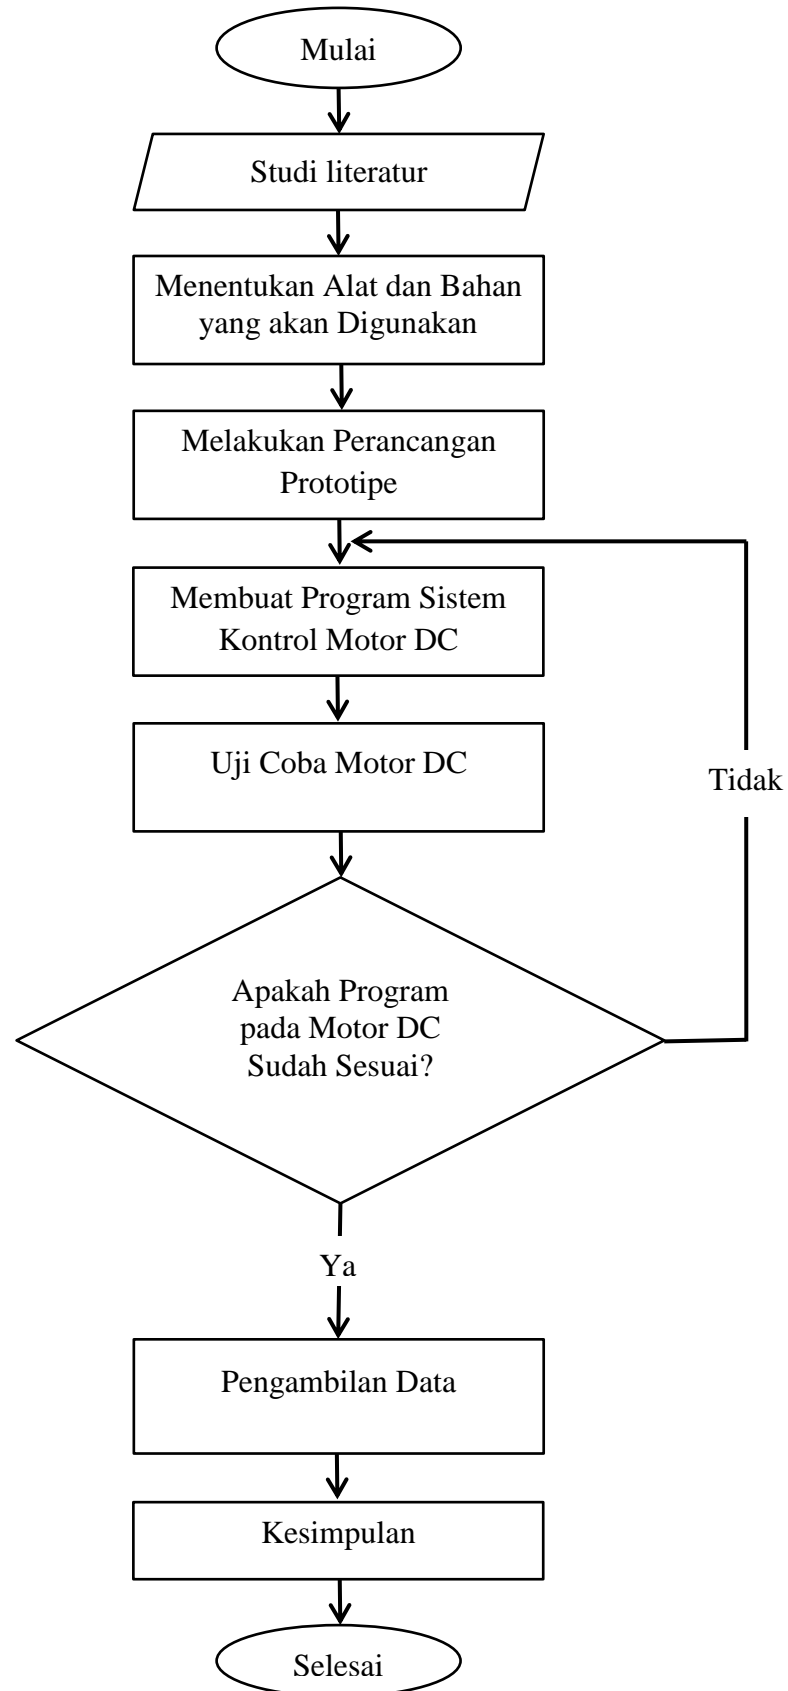 Mulai
Studi literatur
Menentukan Alat dan Bahan
yang akan Digunakan
Melakukan Perancangan
Prototipe
Membuat Program Sistem
Kontrol Motor DC
Uji Coba Motor DC
Tidak
Apakah Program
pada Motor DC
Sudah Sesuai?
Ya
Pengambilan Data
Kesimpulan
Selesai